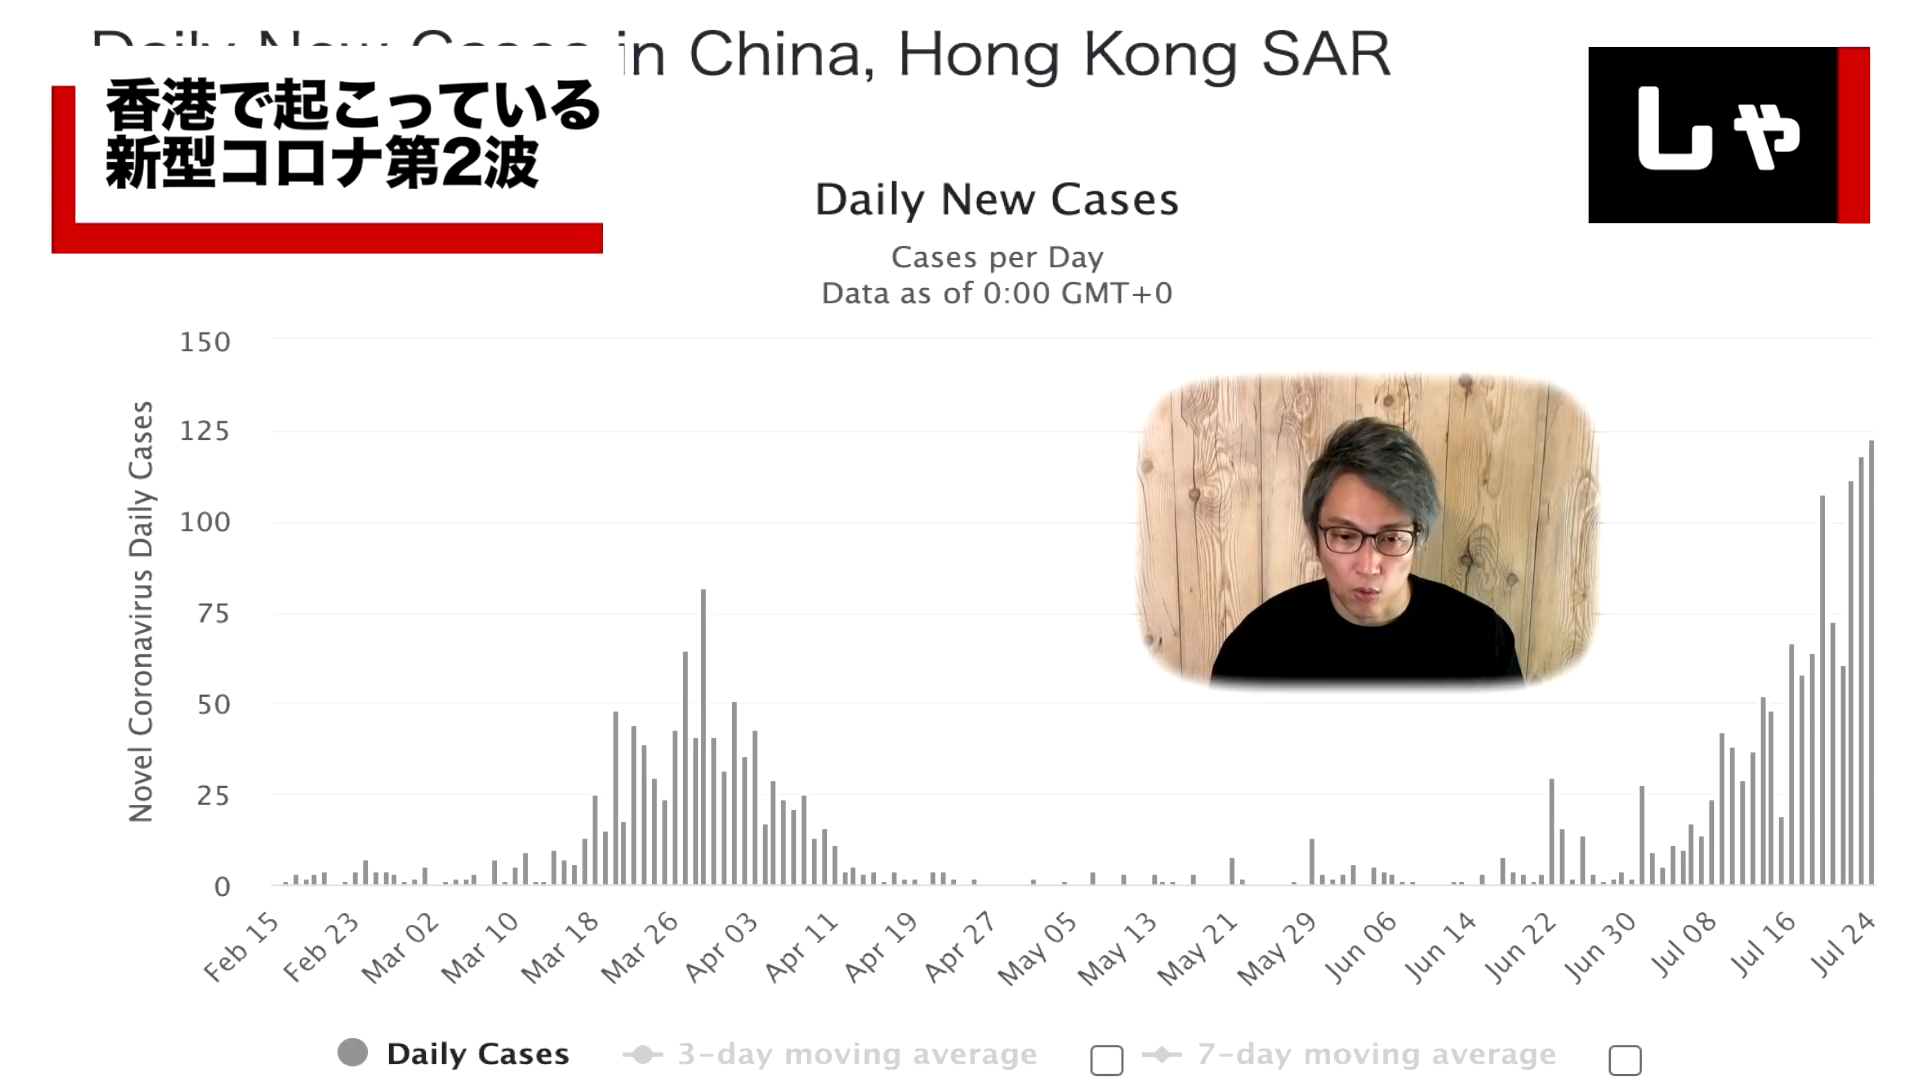 Daily New Cases in China, Hong Kong SAR
香港で起こっている
新型コロナ第2波
しゃ
Daily New Cases
Cases per Day
Data as of 0:00 GMT+0
Novel Coronavirus Daily Cases
150
125
100
75
50
25
0
Feb 15
Feb 23
Mar 02
Mar 10
Mar 18
Mar 26
Apr 03
Apr 11
Apr 19
Apr 27
May 05
May 13
May 21
May 29
Jun 06
Jun 14
Jun 22
Jun 30
Jul 08
Jul 16
Jul 24
Daily Cases
3-day moving average
7-day moving average